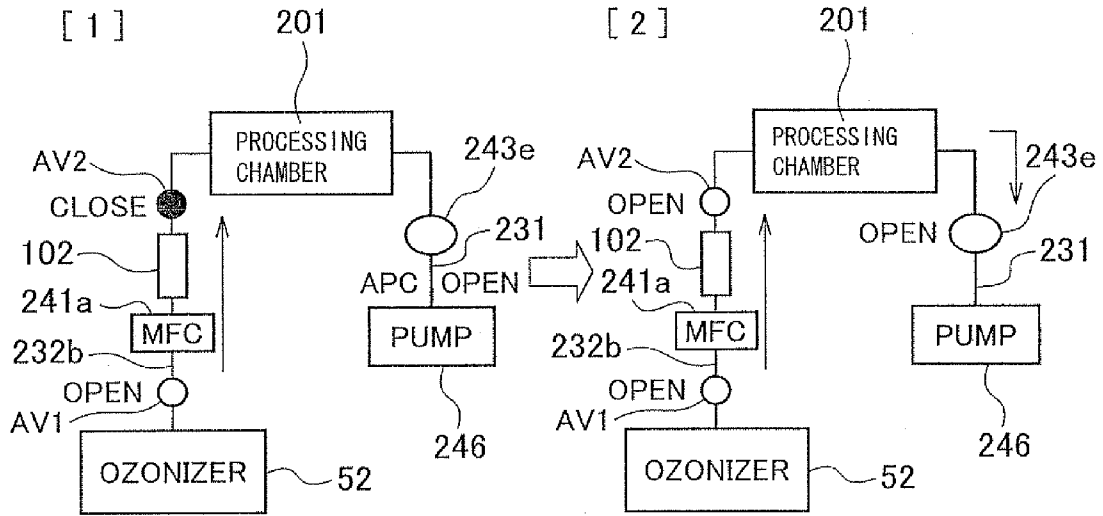 [ 1 ]
201
PROCESSING
CHAMBER
AV2
CLOSE
243e
102
231
241a
APC OPEN
MFC
PUMP
232b
OPEN
AV1
246
OZONIZER
52
[ 2 ]
201
PROCESSING
CHAMBER
AV2
OPEN
243e
OPEN
102
231
241a
MFC
PUMP
232b
OPEN
AV1
246
OZONIZER
52